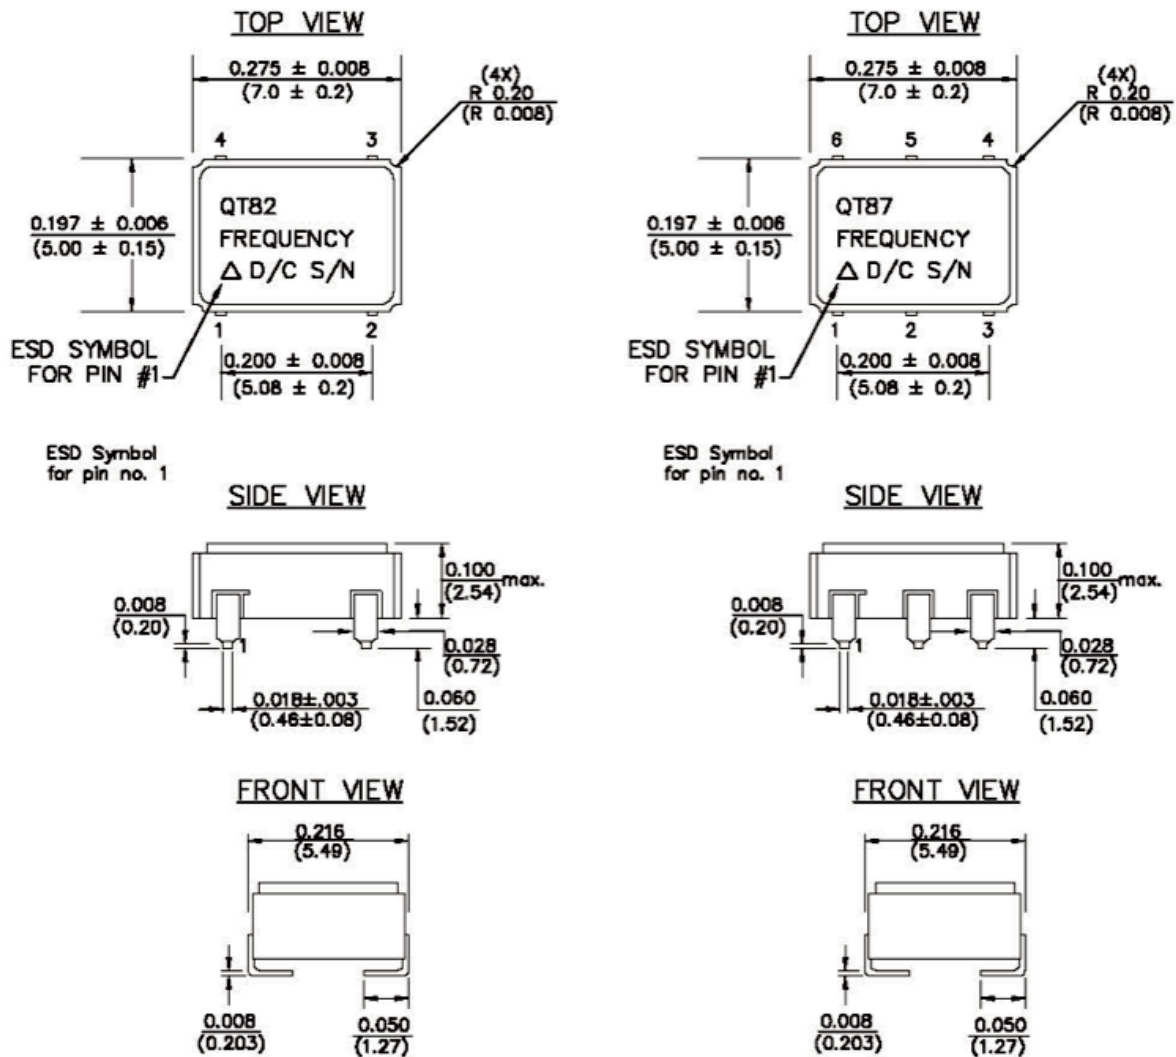 TOP VIEW
0.275 ± 0.008
(7.0 ± 0.2)
(4X)
R 0.20
(R 0.008)
4 3
0.197 ± 0.006
(5.00 ± 0.15)
QT82
FREQUENCY
△ D/C S/N
1 2
ESD SYMBOL
FOR PIN #1
0.200 ± 0.008
(5.08 ± 0.2)
ESD Symbol
for pin no. 1
SIDE VIEW
0.100
(2.54) max.
0.008
(0.20)
1
0.028
(0.72)
0.018±.003
(0.46±0.08)
0.060
(1.52)
FRONT VIEW
0.216
(5.49)
0.008
(0.203)
0.050
(1.27)
TOP VIEW
0.275 ± 0.008
(7.0 ± 0.2)
(4X)
R 0.20
(R 0.008)
6 5 4
0.197 ± 0.006
(5.00 ± 0.15)
QT87
FREQUENCY
△ D/C S/N
1 2 3
ESD SYMBOL
FOR PIN #1
0.200 ± 0.008
(5.08 ± 0.2)
ESD Symbol
for pin no. 1
SIDE VIEW
0.100
(2.54) max.
0.008
(0.20)
1
0.028
(0.72)
0.018±.003
(0.46±0.08)
0.060
(1.52)
FRONT VIEW
0.216
(5.49)
0.008
(0.203)
0.050
(1.27)